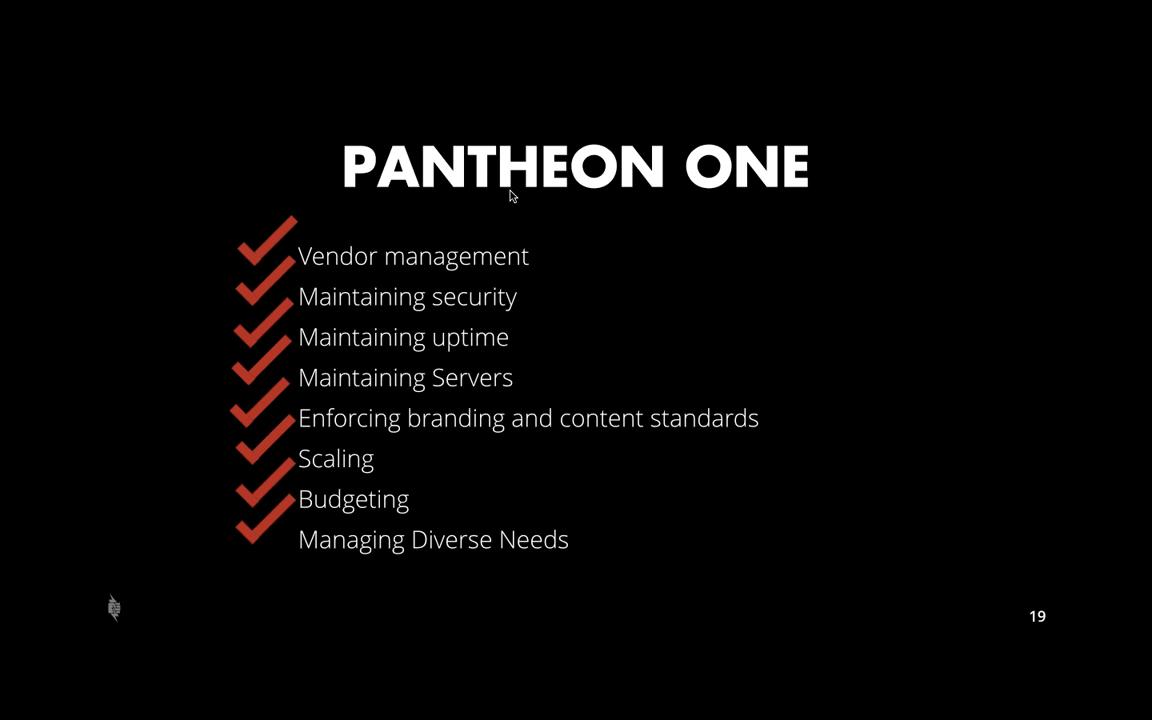 PANTHEON ONE
Vendor management
Maintaining security
Maintaining uptime
Maintaining Servers
Enforcing branding and content standards
Scaling
Budgeting
Managing Diverse Needs
19